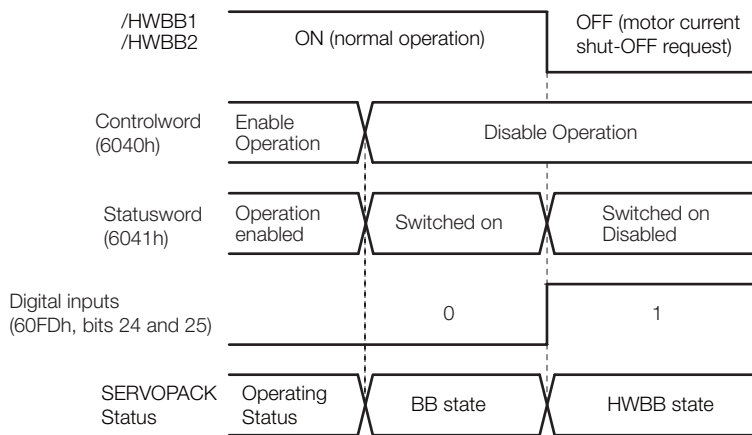 /HWBB1
/HWBB2
ON (normal operation)
OFF (motor current
shut-OFF request)
Controlword
(6040h)
Enable
Operation
Disable Operation
Statusword
(6041h)
Operation
enabled
Switched on
Switched on
Disabled
Digital inputs
(60FDh, bits 24 and 25)
0
1
SERVOPACK
Status
Operating
Status
BB state
HWBB state